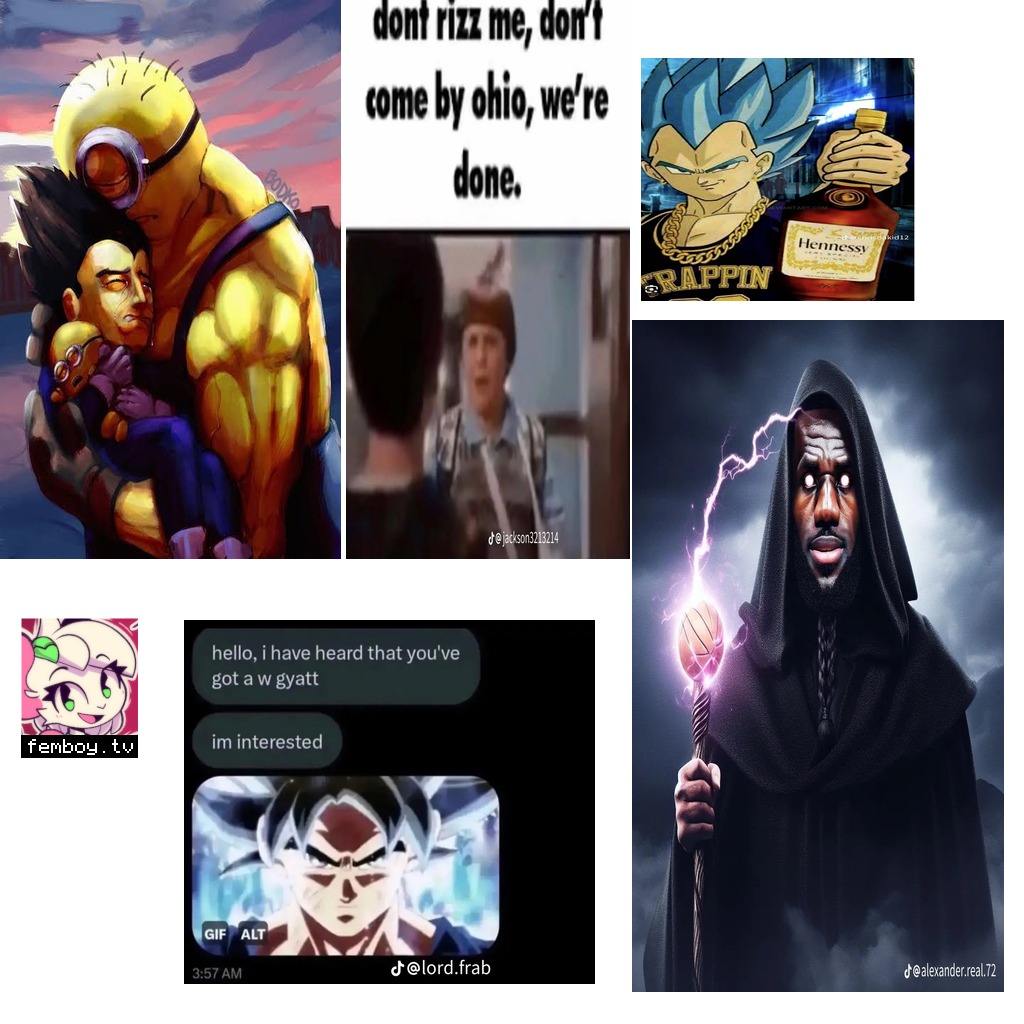 dont rizz me, don't
come by ohio, we're
done.
@jackson3213214
BODXO
Hennessy
TRAPPIN
femboy.tv
hello, i have heard that you've
got a w gyatt
im interested
GIF ALT
3:57 AM
@lord.frab
@alexander.real.72